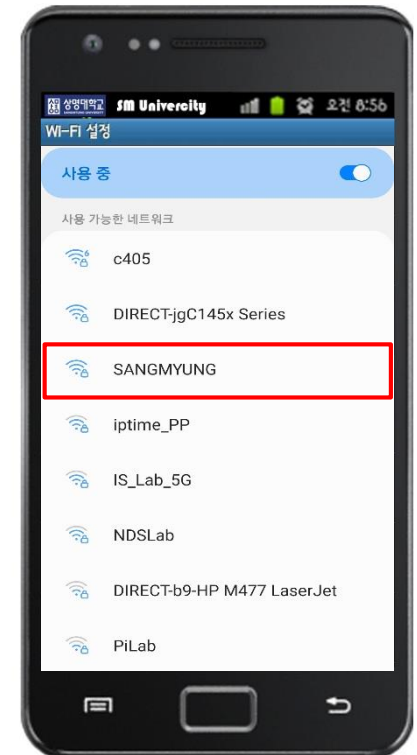 상명대학교 SM Univercity 오전 8:56
WI-FI 설정
사용 중
사용 가능한 네트워크
c405
DIRECT-jgC145x Series
SANGMYUNG
iptime_PP
IS_Lab_5G
NDSLab
DIRECT-b9-HP M477 LaserJet
PiLab